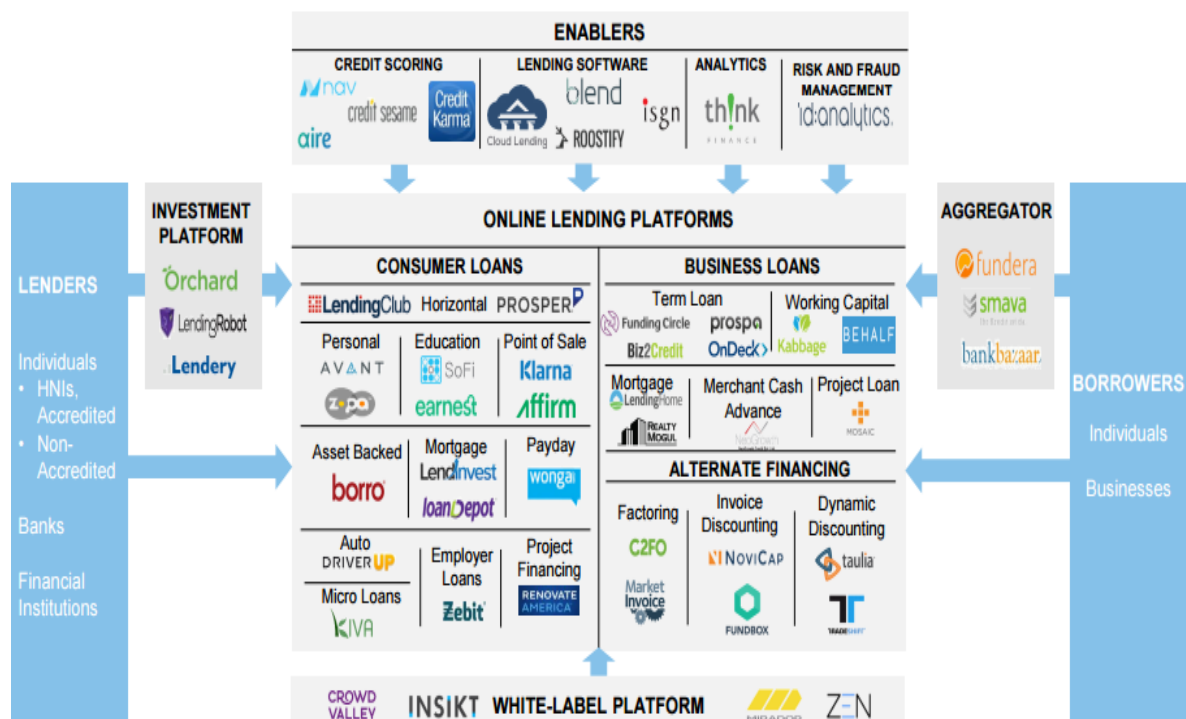 ENABLERS
CREDIT SCORING
nav
credit sesame
Credit Karma
aire
LENDING SOFTWARE
Cloud Lending
blend
ROOSTIFY
isgn
ANALYTICS
th!nk
FINANCE
RISK AND FRAUD
MANAGEMENT
id:analytics.
LENDERS
Individuals
• HNIs,
Accredited
• Non-
Accredited
Banks
Financial
Institutions
INVESTMENT
PLATFORM
Orchard
LendingRobot
Lendery
ONLINE LENDING PLATFORMS
CONSUMER LOANS
LendingClub Horizontal PROSPER
Personal
AVANT
Zopa
Education
SoFi
earnest
Point of Sale
Klarna
affirm
Asset Backed
borro
Mortgage
LendInvest
loanDepot
Payday
wonga
Auto
DRIVERUP
Micro Loans
KIVA
Employer
Loans
Zebit
Project
Financing
RENOVATE
AMERICA
BUSINESS LOANS
Term Loan
Funding Circle
prospa
Biz2Credit
OnDeck
Working Capital
Kabbage
BEHALF
Mortgage
LendingHome
REALTY
MOGUL
Merchant Cash
Advance
NeoGrowth
Project Loan
MOSAIC
ALTERNATE FINANCING
Factoring
C2FO
Market
Invoice
Invoice
Discounting
NOVICAP
FUNDBOX
Dynamic
Discounting
taulia
TRADESHIFT
AGGREGATOR
fundera
smava
bankbazaar
BORROWERS
Individuals
Businesses
CROWD
VALLEY
INSIKT
WHITE-LABEL PLATFORM
MIRADOR
ZEN